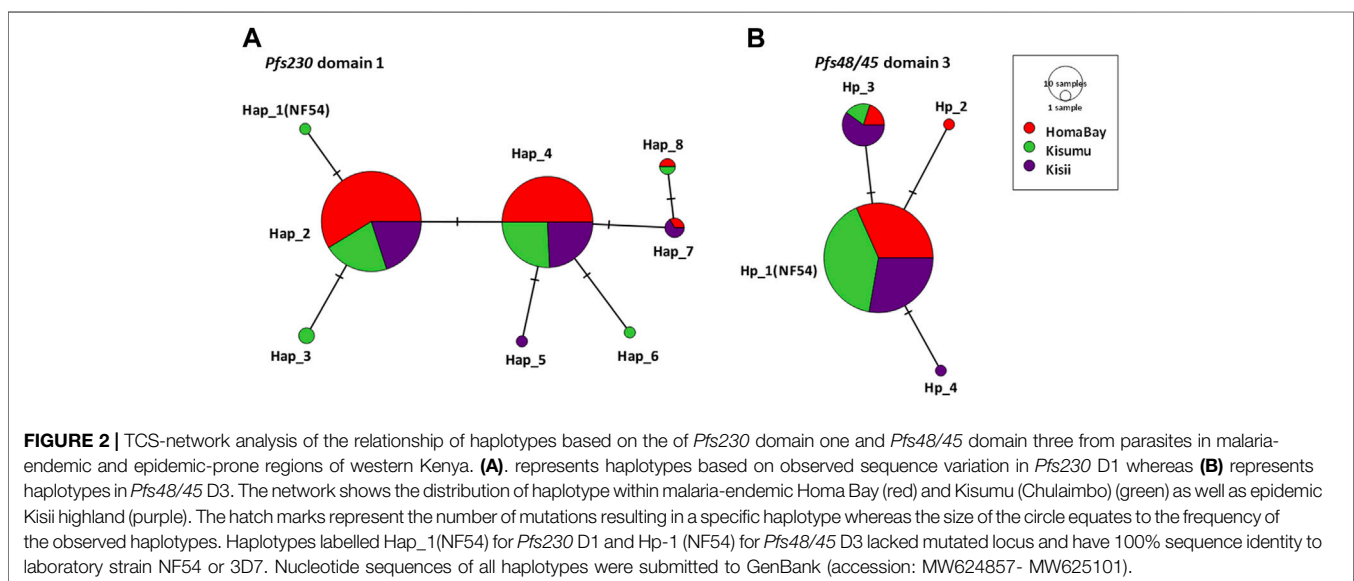 A
Pfs230 domain 1
Hap_1(NF54)
Hap_2
Hap_3
Hap_4
Hap_5
Hap_6
Hap_7
Hap_8
B
Pfs48/45 domain 3
Hp_3
Hp_2
Hp_1(NF54)
Hp_4
10 samples
1 sample
HomaBay
Kisumu
Kisii
FIGURE 2 | TCS-network analysis of the relationship of haplotypes based on the of Pfs230 domain one and Pfs48/45 domain three from parasites in malaria-
endemic and epidemic-prone regions of western Kenya. (A). represents haplotypes based on observed sequence variation in Pfs230 D1 whereas (B) represents
haplotypes in Pfs48/45 D3. The network shows the distribution of haplotype within malaria-endemic Homa Bay (red) and Kisumu (Chulaimbo) (green) as well as epidemic
Kisii highland (purple). The hatch marks represent the number of mutations resulting in a specific haplotype whereas the size of the circle equates to the frequency of
the observed haplotypes. Haplotypes labelled Hap_1(NF54) for Pfs230 D1 and Hp-1 (NF54) for Pfs48/45 D3 lacked mutated locus and have 100% sequence identity to
laboratory strain NF54 or 3D7. Nucleotide sequences of all haplotypes were submitted to GenBank (accession: MW624857- MW625101).